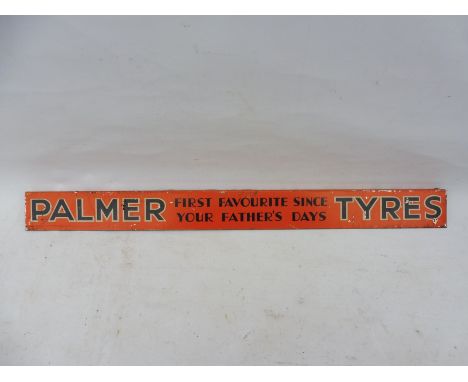 PALMER FIRST FAVOURITE SINCE YOUR FATHER'S DAYS TYRES